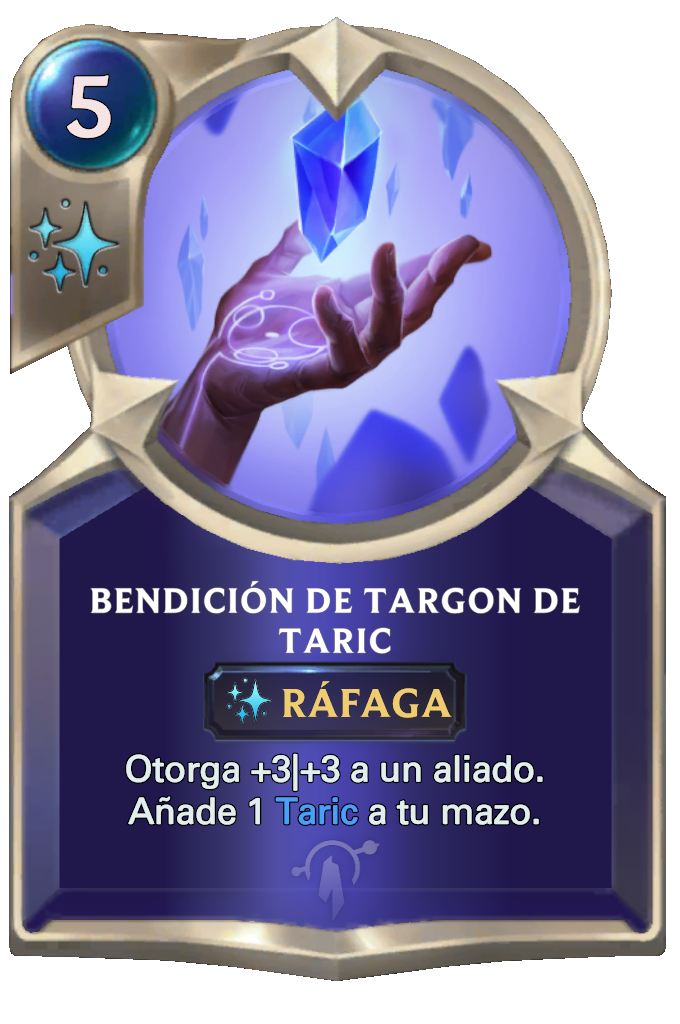 5
BENDICIÓN DE TARGON DE
TARIC
RÁFAGA
Otorga +3|+3 a un aliado.
Añade 1 Taric a tu mazo.